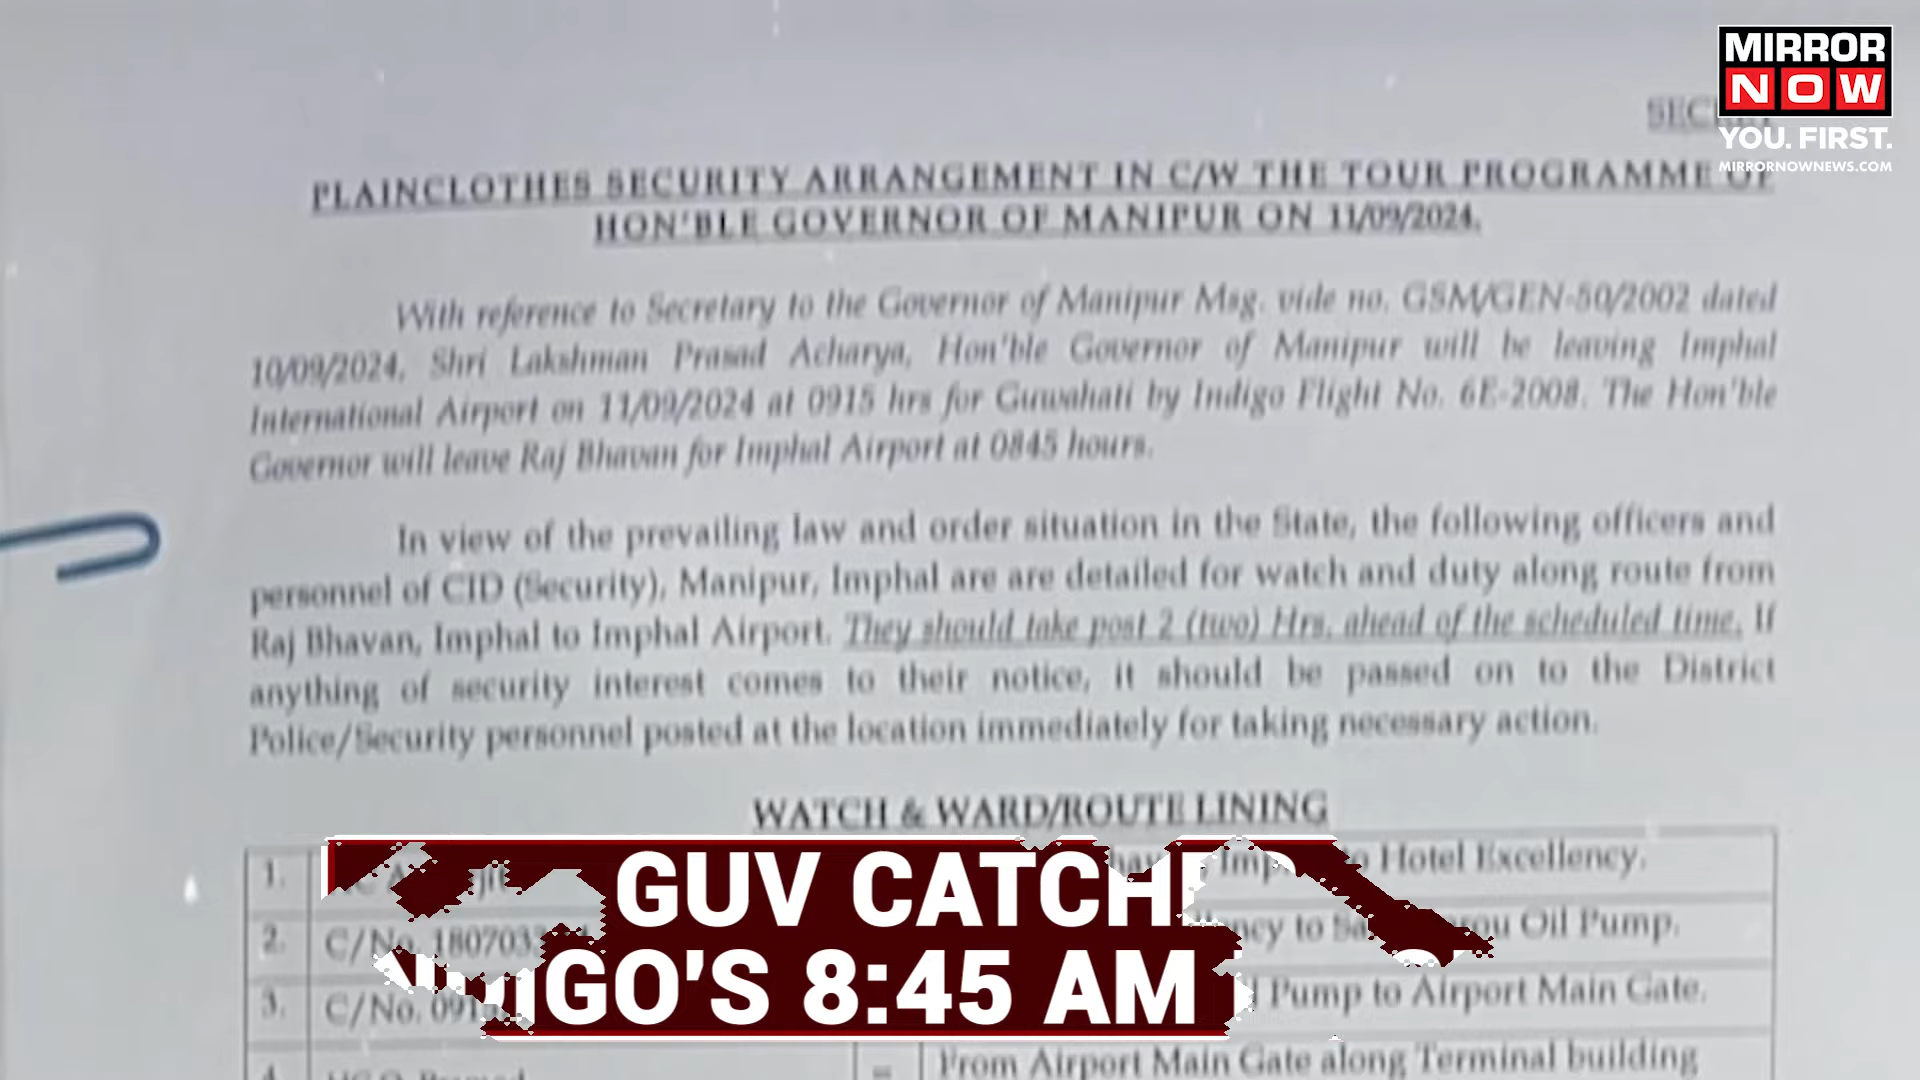 MIRROR
NOW
YOU. FIRST.
MIRRORNOWNEWS.COM
PLAINCLOTHES SECURITY ARRANGEMENT IN C/W THE TOUR PROGRAMME OF
HON'BLE GOVERNOR OF MANIPUR ON 11/09/2024.
With reference to Secretary to the Governor of Manipur Msg. vide no. GSM/GEN-50/2002 dated
10/09/2024, Shri Lakshman Prasad Acharya, Hon'ble Governor of Manipur will be leaving Imphal
International Airport on 11/09/2024 at 0915 hrs for Guwahati by Indigo Flight No. 6E-2008. The Hon'ble
Governor will leave Raj Bhavan for Imphal Airport at 0845 hours.
In view of the prevailing law and order situation in the State, the following officers and
personnel of CID (Security), Manipur, Imphal are are detailed for watch and duty along route from
Raj Bhavan, Imphal to Imphal Airport. They should take post 2 (two) Hrs. ahead of the scheduled time. If
anything of security interest comes to their notice, it should be passed on to the District
Police/Security personnel posted at the location immediately for taking necessary action.
WATCH & WARD/ROUTE LINING
1. to Hotel Excellency.
2. C/No. to Oil Pump.
3. C/No. Pump to Airport Main Gate.
From Airport Main Gate along Terminal building
GUV
8:45 AM